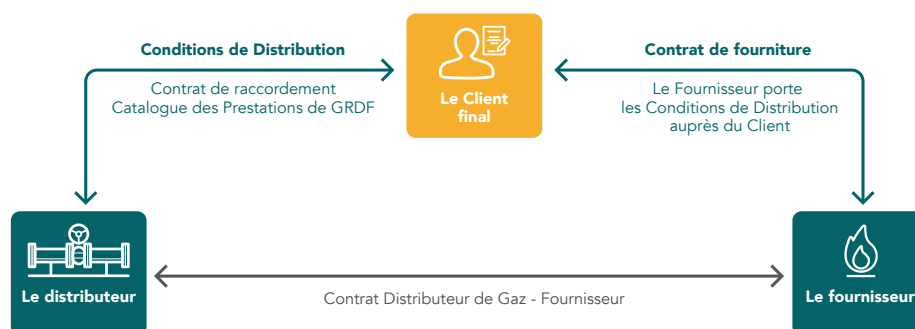 Conditions de Distribution
Contrat de raccordement
Catalogue des Prestations de GRDF
Le Client
final
Contrat de fourniture
Le Fournisseur porte
les Conditions de Distribution
auprès du Client
Le distributeur
Contrat Distributeur de Gaz - Fournisseur
Le fournisseur